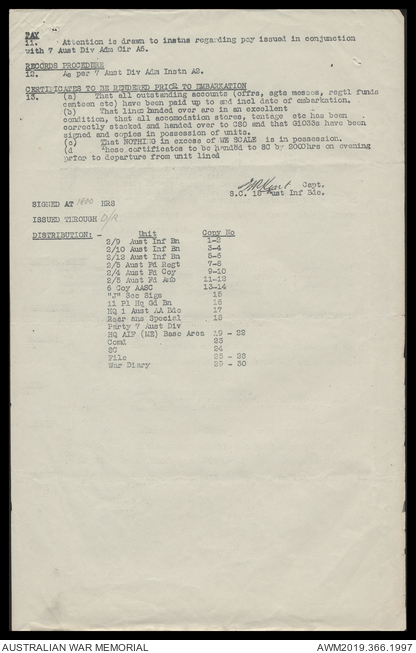 PAY
11. Attention is drawn to instns regarding pay issued in conjunction
with 7 Aust Div Adm Cir A5.
RECORDS PROCEDURE
12. As per 7 Aust Div Adm Instn A2.
CERTIFICATES TO BE RENDERED PRIOR TO EMBARKATION
13. (a) That all outstanding accounts (offrs, sgts messes, regtl funds
canteen etc) have been paid up to and incl date of embarkation.
(b) That lines handed over are in an excellent
condition, that all accomodation stores, tentage etc has been
correctly stacked and handed over to CSO and that G1033s have been
signed and copies in possession of units.
(c) That NOTHING in excess of WE SCALE is in possession.
(d These certificates to be handed to SC by 2000hrs on evening
prior to departure from unit lines
Capt.
S.C. 18 Aust Inf Bde.
SIGNED AT HRS
ISSUED THROUGH D/R
DISTRIBUTION: - Unit Copy No
2/9 Aust Inf Bn 1-2
2/10 Aust Inf Bn 3-4
2/12 Aust Inf Bn 5-6
2/5 Aust Fd Regt 7-8
2/4 Aust Fd Coy 9-10
2/5 Aust Fd Amb 11-12
6 Coy AASC 13-14
"J" Sec Sigs 15
11 Pl Hq Gd Bn 16
HQ 1 Aust AA Bde 17
Rear ans Special 18
Party 7 Aust Div
HQ AIF (ME) Base Area 19 - 22
Comd 23
SC 24
File 25 - 28
War Diary 29 - 30
AUSTRALIAN WAR MEMORIAL
AWM2019.366.1997